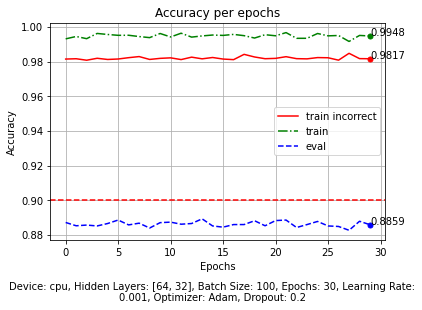 Accuracy per epochs
1.00
0.98
0.96
0.94
0.92
0.90
0.88
Accuracy
0.9948
0.9817
0.8859
train incorrect
train
eval
0
5
10
15
20
25
30
Epochs
Device: cpu, Hidden Layers: [64, 32], Batch Size: 100, Epochs: 30, Learning Rate:
0.001, Optimizer: Adam, Dropout: 0.2